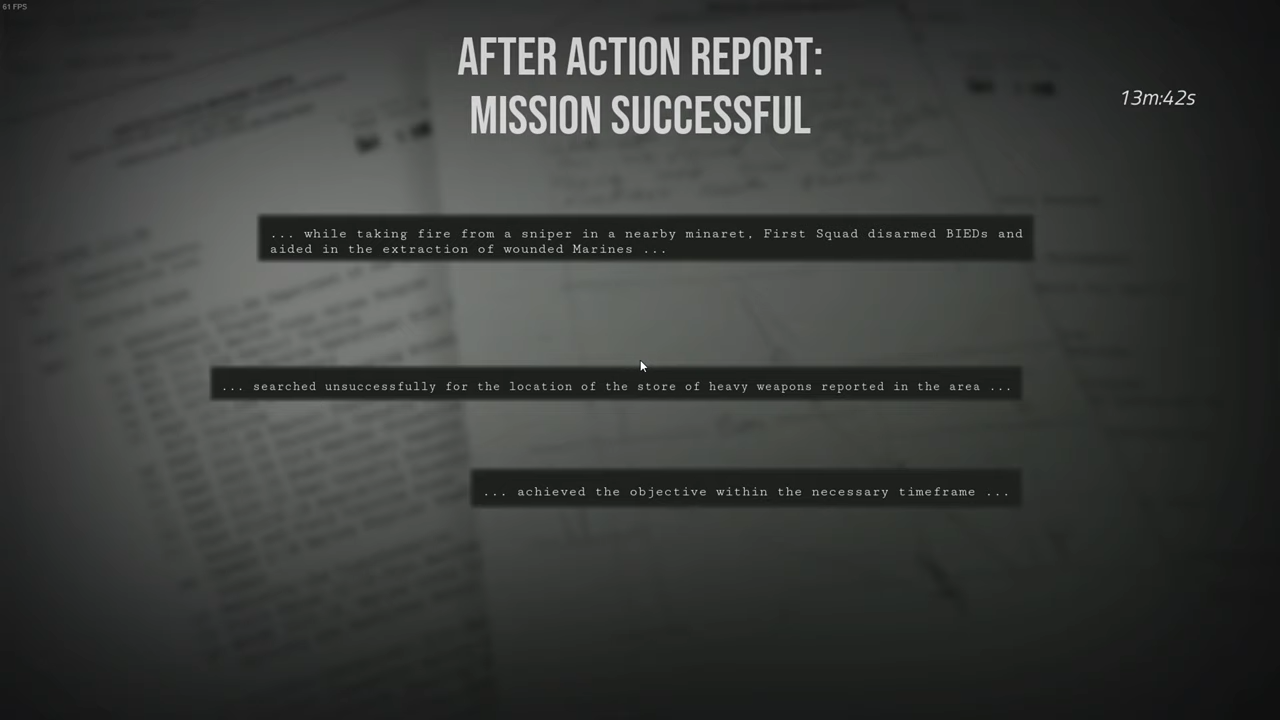 61 FPS
AFTER ACTION REPORT:
MISSION SUCCESSFUL
13m:42s
... while taking fire from a sniper in a nearby minaret, First Squad disarmed BIEDs and
aided in the extraction of wounded Marines ...
... searched unsuccessfully for the location of the store of heavy weapons reported in the area ...
... achieved the objective within the necessary timeframe ...